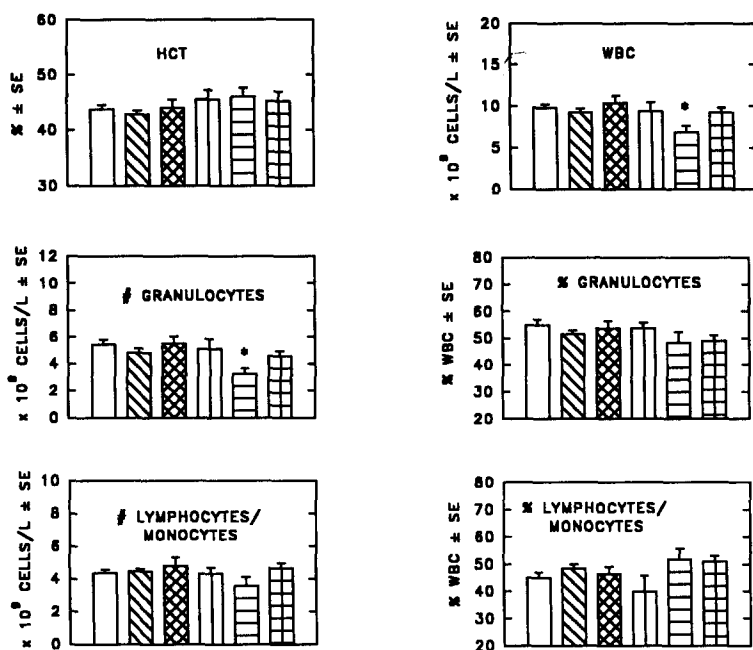 60
50
40
30
% ± SE
HCT
20
15
10
5
0
x 10⁹ CELLS/L ± SE
WBC
*
12
10
8
6
4
2
0
x 10⁹ CELLS/L ± SE
# GRANULOCYTES
*
80
70
60
50
40
30
20
% WBC ± SE
% GRANULOCYTES
10
8
6
4
2
0
x 10⁹ CELLS/L ± SE
# LYMPHOCYTES/
MONOCYTES
80
70
60
50
40
30
20
% WBC ± SE
% LYMPHOCYTES/
MONOCYTES